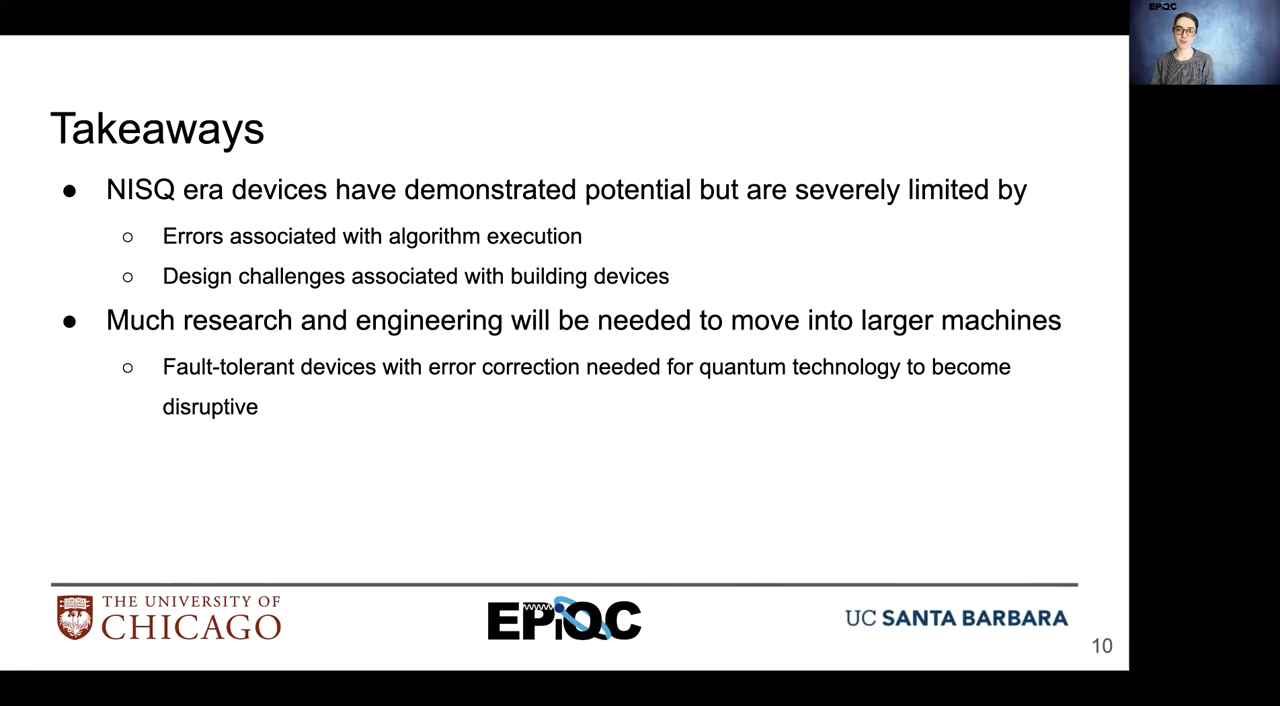 EPiQC
Takeaways
● NISQ era devices have demonstrated potential but are severely limited by
○ Errors associated with algorithm execution
○ Design challenges associated with building devices
● Much research and engineering will be needed to move into larger machines
○ Fault-tolerant devices with error correction needed for quantum technology to become
disruptive
THE UNIVERSITY OF
CHICAGO
EPiQC
UC SANTA BARBARA
10